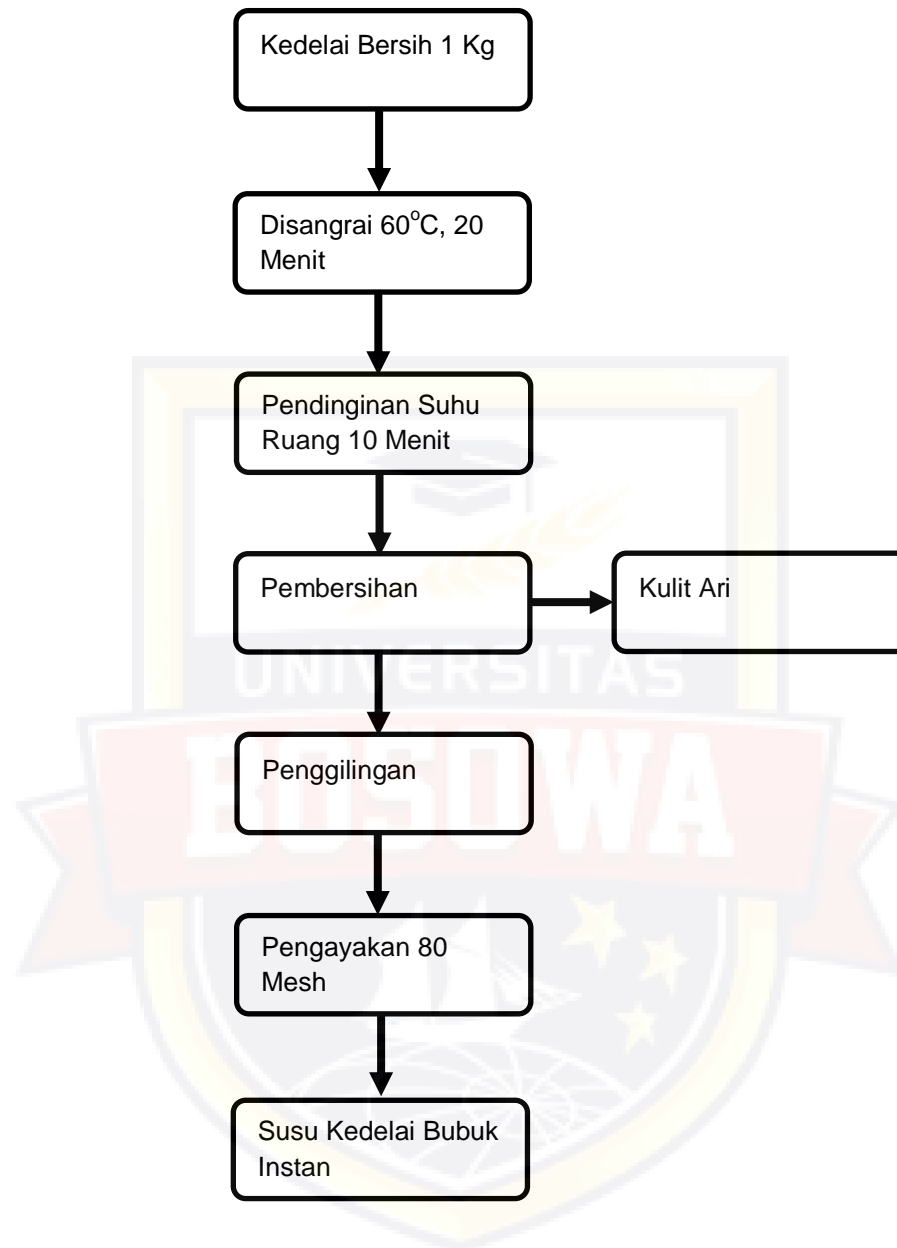 Kedelai Bersih 1 Kg
Disangrai 60°C, 20
Menit
Pendinginan Suhu
Ruang 10 Menit
Pembersihan
Kulit Ari
UNIVERSITAS
Penggilingan
BOSOWA
Pengayakan 80
Mesh
Susu Kedelai Bubuk
Instan